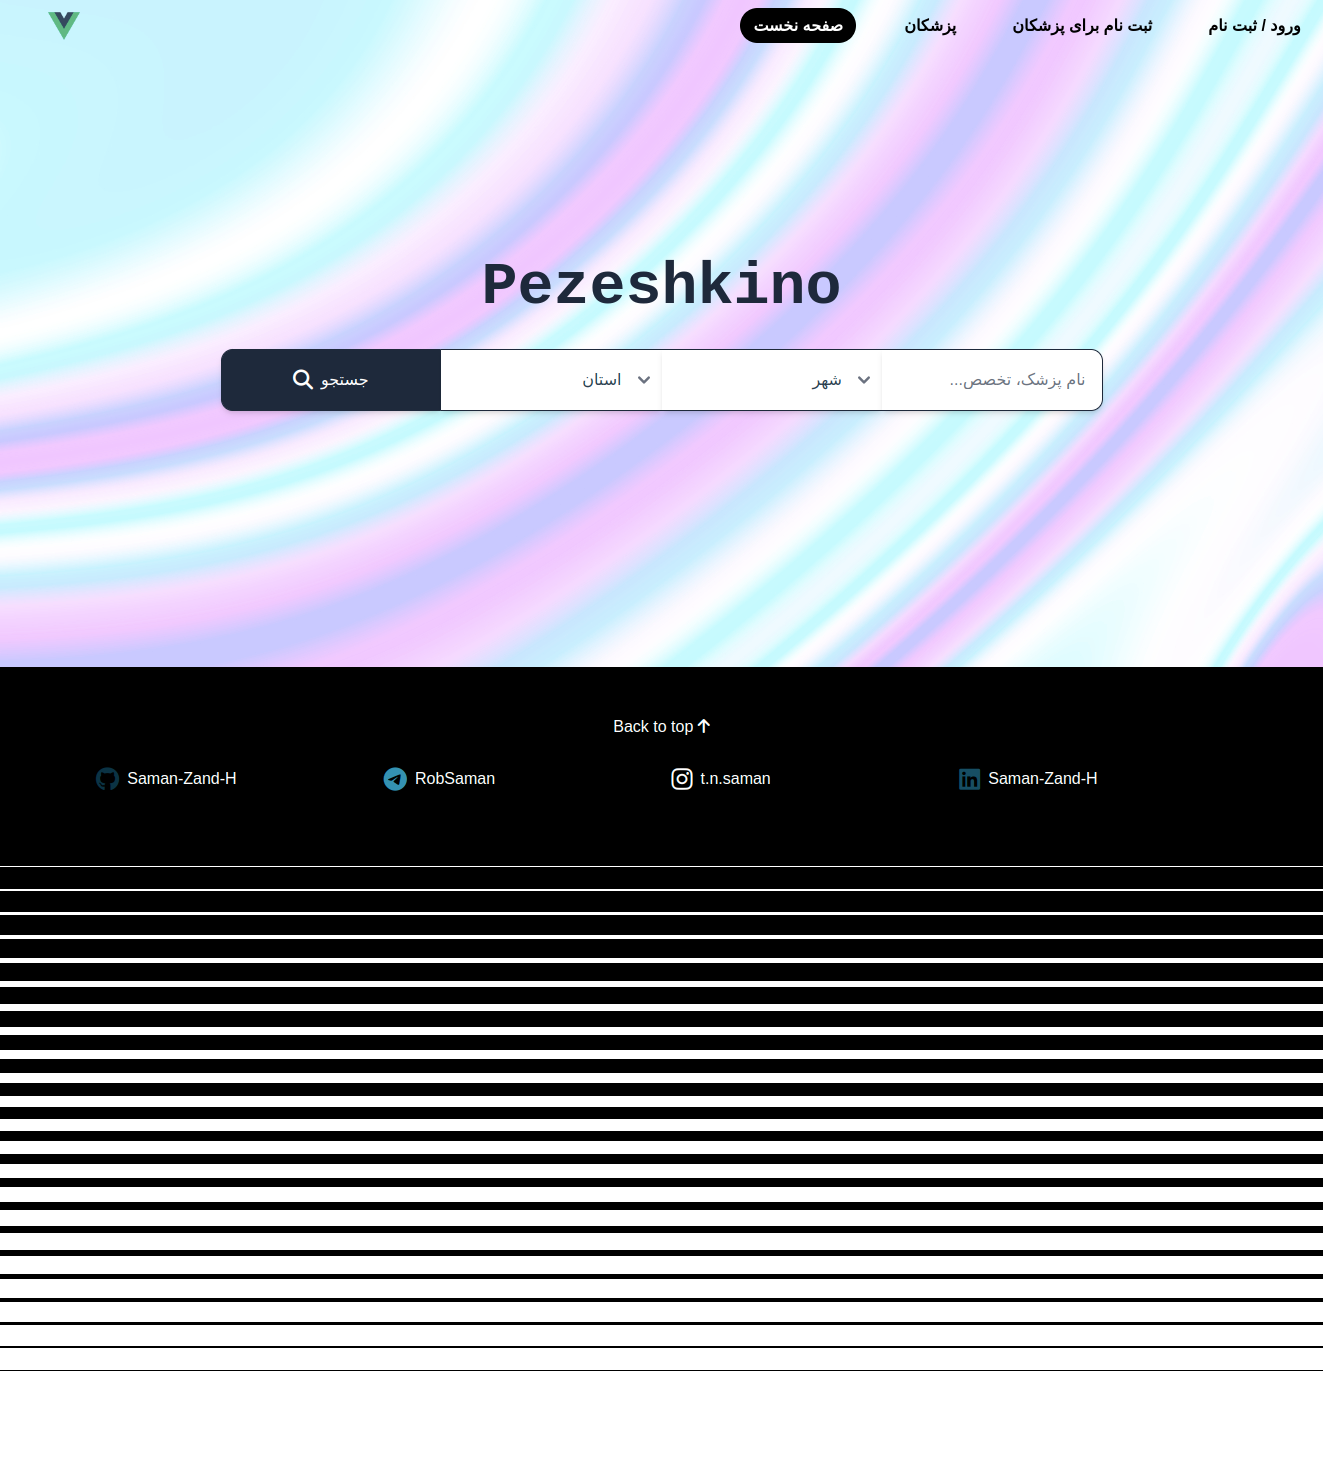 ورود / ثبت نام
ثبت نام برای پزشکان
پزشکان
صفحه نخست
Pezeshkino
نام پزشک، تخصص...
شهر
استان
جستجو
Back to top
Saman-Zand-H
RobSaman
t.n.saman
Saman-Zand-H